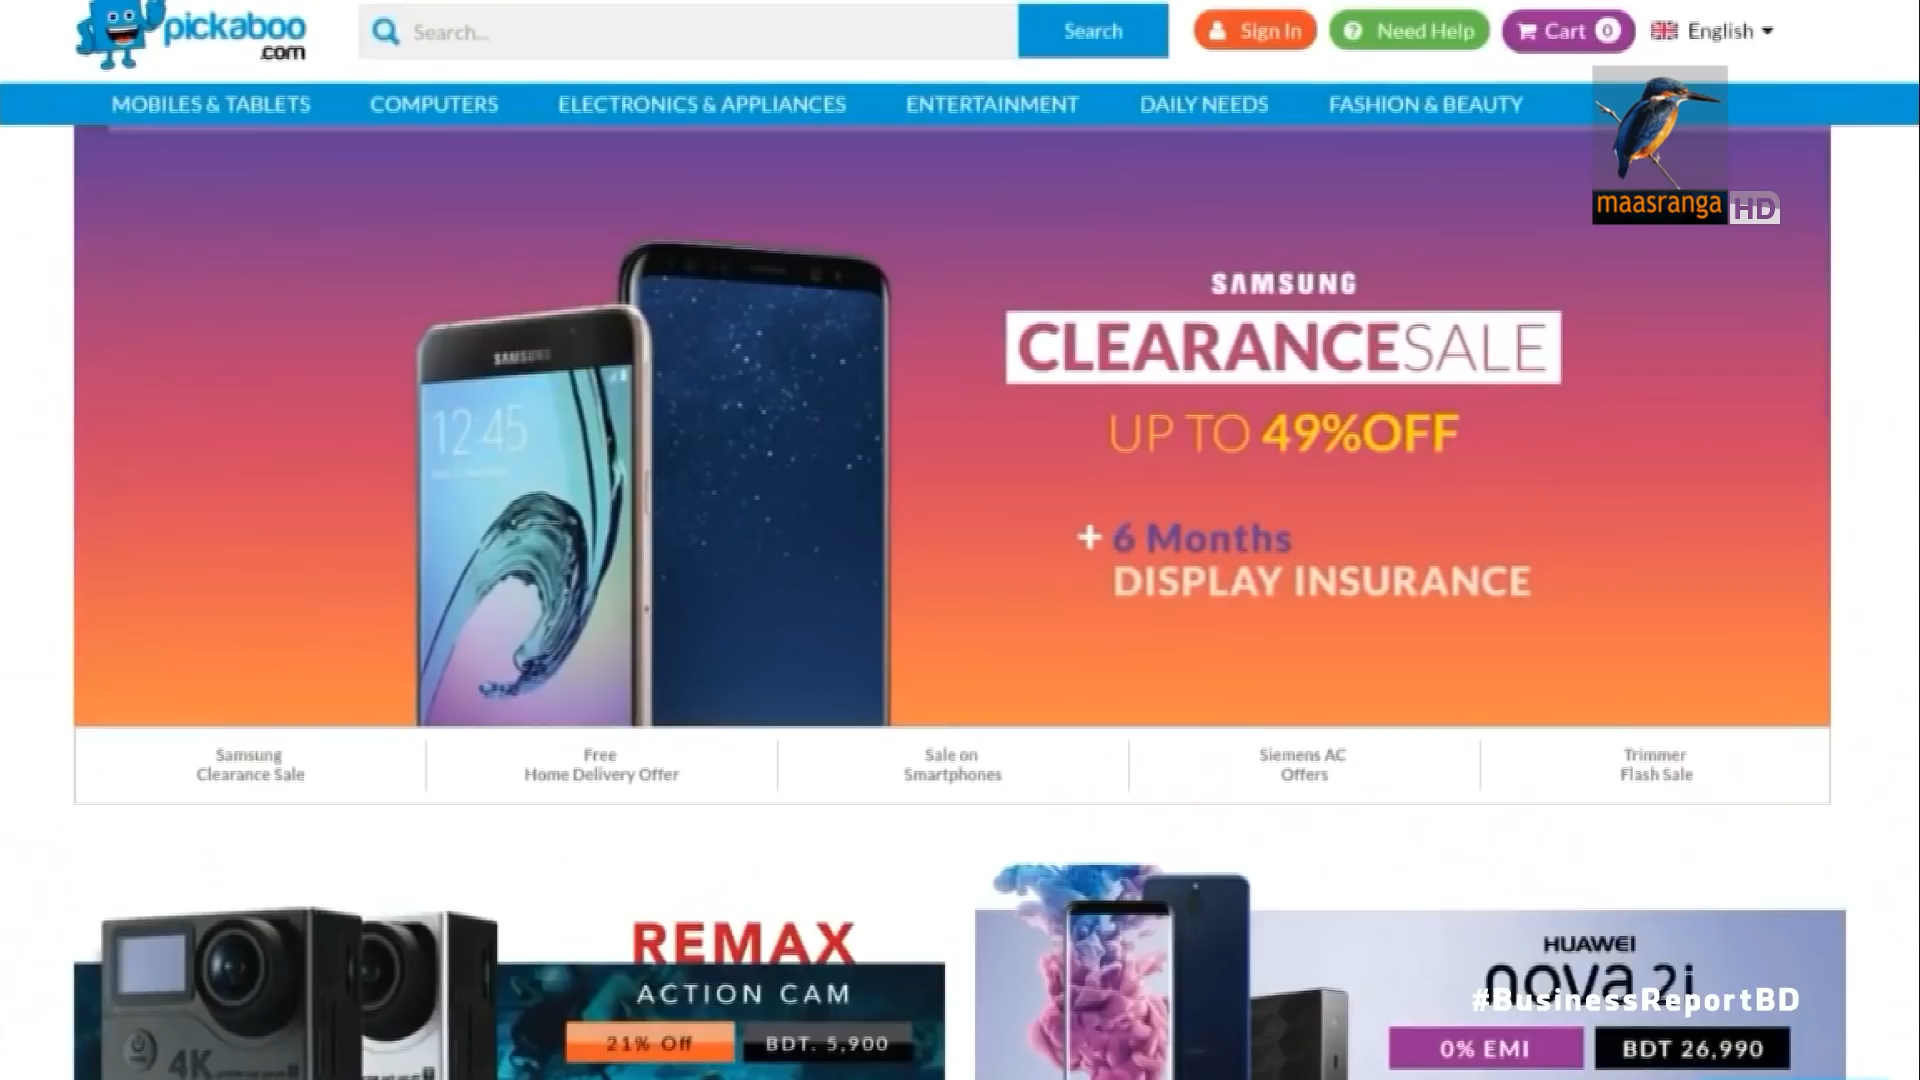 pickaboo
.com
Search...
Search
Sign In
Need Help
Cart 0
English
MOBILES & TABLETS
COMPUTERS
ELECTRONICS & APPLIANCES
ENTERTAINMENT
DAILY NEEDS
FASHION & BEAUTY
maasranga HD
SAMSUNG
CLEARANCESALE
UP TO 49%OFF
+ 6 Months
DISPLAY INSURANCE
SAMSUNG
12:45
Samsung
Clearance Sale
Free
Home Delivery Offer
Sale on
Smartphones
Siemens AC
Offers
Trimmer
Flash Sale
REMAX
ACTION CAM
21% Off
BDT. 5,900
4K
HUAWEI
nova 2i
#BusinessReportBD
0% EMI
BDT 26,990